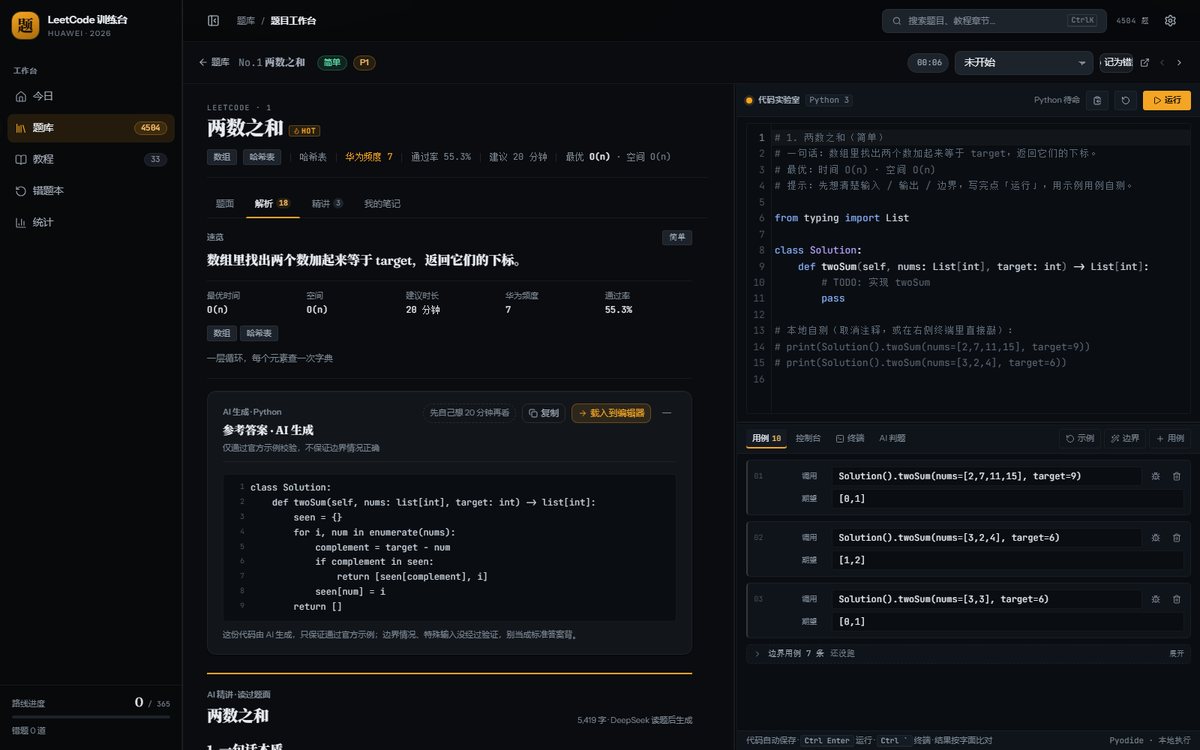 题
LeetCode 训练台
HUAWEI · 2026
工作台
今日
题库 4504
教程 33
错题本
统计
路线进度 0 / 365
错题 0 道
题库 / 题目工作台
搜索题目、教程章节… CtrlK
4504 题
← 题库 No.1 两数之和 简单 P1
00:06 未开始 记为错
LEETCODE · 1
两数之和 HOT
数组 哈希表 哈希表 华为频度 7 通过率 55.3% 建议 20 分钟 最优 O(n) · 空间 O(n)
题面 解析 18 精讲 3 我的笔记
速览 简单
数组里找出两个数加起来等于 target，返回它们的下标。
最优时间 空间 建议时长 华为频度 通过率
O(n) O(n) 20 分钟 7 55.3%
数组 哈希表
一层循环，每个元素查一次字典
AI 生成 · Python
参考答案 · AI 生成
仅通过官方示例校验，不保证边界情况正确
先自己想 20 分钟再看 复制 → 载入到编辑器 —
1 class Solution:
2 def twoSum(self, nums: list[int], target: int) -> list[int]:
3 seen = {}
4 for i, num in enumerate(nums):
5 complement = target - num
6 if complement in seen:
7 return [seen[complement], i]
8 seen[num] = i
9 return []
这份代码由 AI 生成，只保证通过官方示例；边界情况、特殊输入没经过验证，别当成标准答案背。
AI 精讲 · 读过题面
两数之和
5,419 字 · DeepSeek 读题后生成
1. 一句话本质
代码实验室 Python 3 Python 待命 运行
1 # 1. 两数之和（简单）
2 # 一句话：数组里找出两个数加起来等于 target，返回它们的下标。
3 # 最优：时间 O(n) · 空间 O(n)
4 # 提示：先想清楚输入 / 输出 / 边界，写完点「运行」，用示例用例自测。
5
6 from typing import List
7
8 class Solution:
9 def twoSum(self, nums: List[int], target: int) -> List[int]:
10 # TODO: 实现 twoSum
11 pass
12
13 # 本地自测（取消注释，或在右侧终端里直接敲）：
14 # print(Solution().twoSum(nums=[2,7,11,15], target=9))
15 # print(Solution().twoSum(nums=[3,2,4], target=6))
16
用例 10 控制台 终端 AI 判题 示例 边界 + 用例
01 调用 Solution().twoSum(nums=[2,7,11,15], target=9)
期望 [0,1]
02 调用 Solution().twoSum(nums=[3,2,4], target=6)
期望 [1,2]
03 调用 Solution().twoSum(nums=[3,3], target=6)
期望 [0,1]
› 边界用例 7 条 还没跑 展开
代码自动保存 · Ctrl Enter 运行 · Ctrl ` 终端 · 结果按字面比对
Pyodide · 本地执行